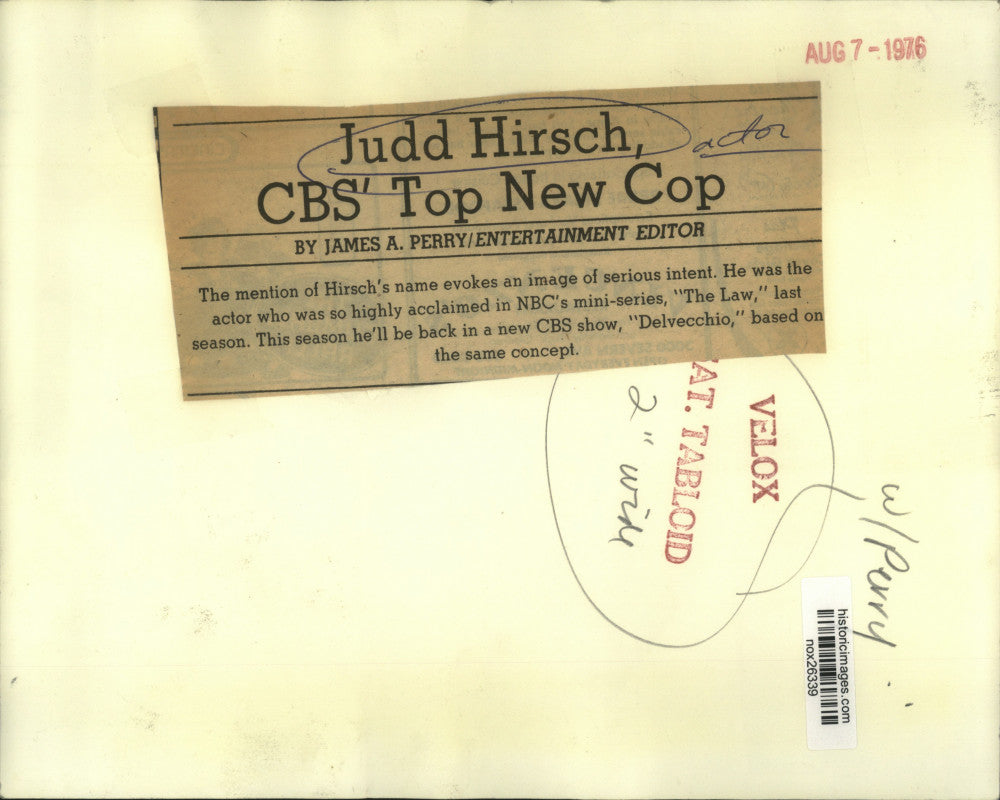 AUG 7 - 1976
Judd Hirsch,
actor
CBS' Top New Cop
BY JAMES A. PERRY/ENTERTAINMENT EDITOR
The mention of Hirsch's name evokes an image of serious intent. He was the
actor who was so highly acclaimed in NBC's mini-series, "The Law," last
season. This season he'll be back in a new CBS show, "Delvecchio," based on
the same concept.
VELOX
AT. TABLOID
2" wide
w/Perry
historicimages.com
nox26339